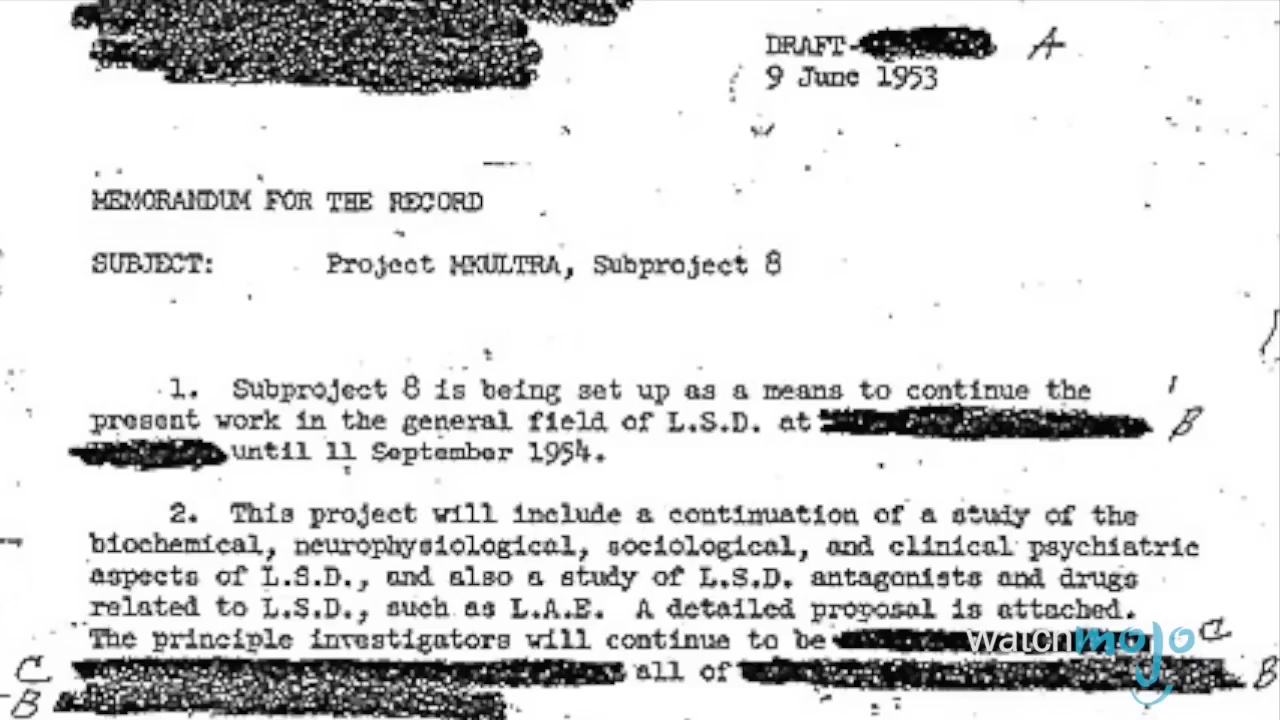 DRAFT-
A
9 June 1953
MEMORANDUM FOR THE RECORD
SUBJECT: Project MKULTRA, Subproject 8
1. Subproject 8 is being set up as a means to continue the
present work in the general field of L.S.D. at
B
until 11 September 1954.
2. This project will include a continuation of a study of the
biochemical, neurophysiological, sociological, and clinical psychiatric
aspects of L.S.D., and also a study of L.S.D. antagonists and drugs
related to L.S.D., such as L.A.E. A detailed proposal is attached.
The principle investigators will continue to be
watchmojo
C
C
all of
B
B